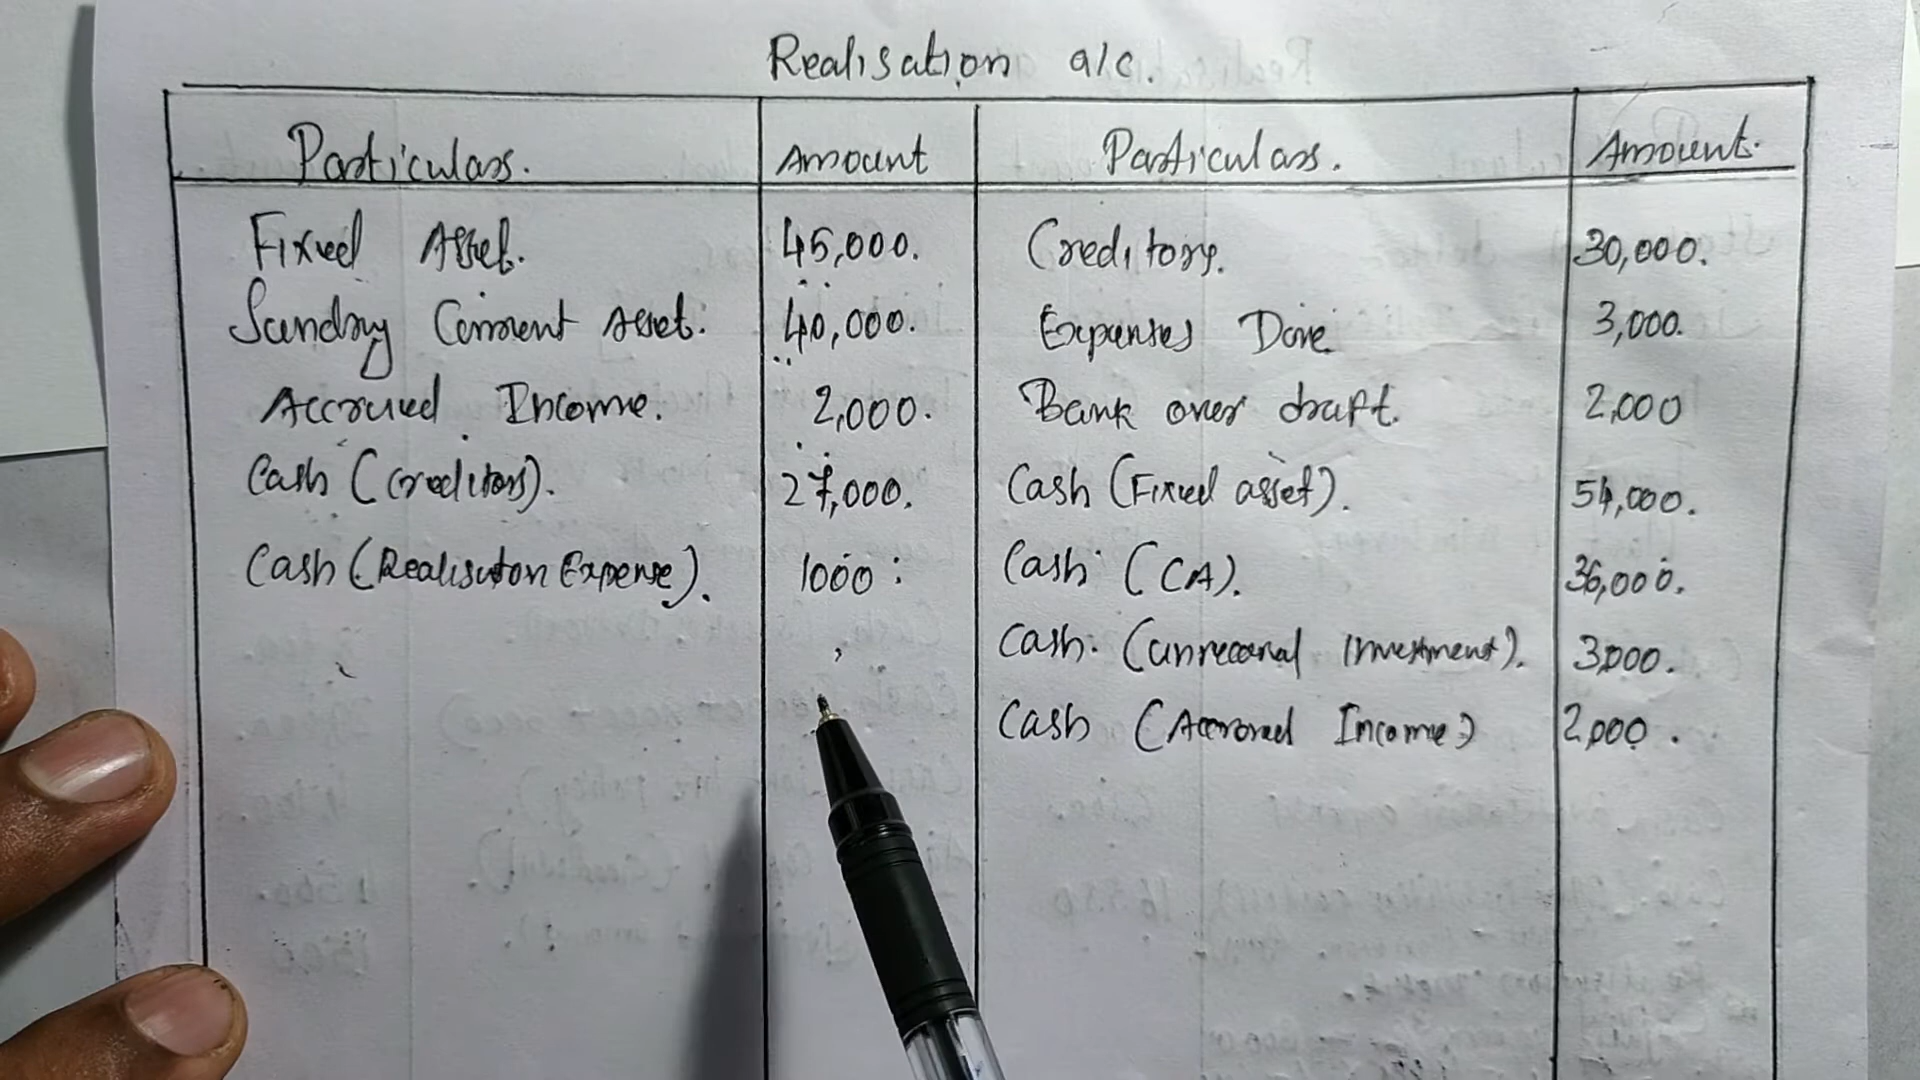 Realisation a/c.
Particulars. Amount Particulars. Amount.
Fixed Asset. 45,000. Creditors. 30,000.
Sundry Current Asset. 40,000. Expenses Due 3,000.
Accrued Income. 2,000. Bank over draft. 2,000
Cash (Creditors). 27,000. Cash (Fixed asset). 54,000.
Cash (Realisation Expense). 1000 Cash (CA). 36,000.
Cash. (Investment). 3,000.
Cash (Accrued Income) 2,000.